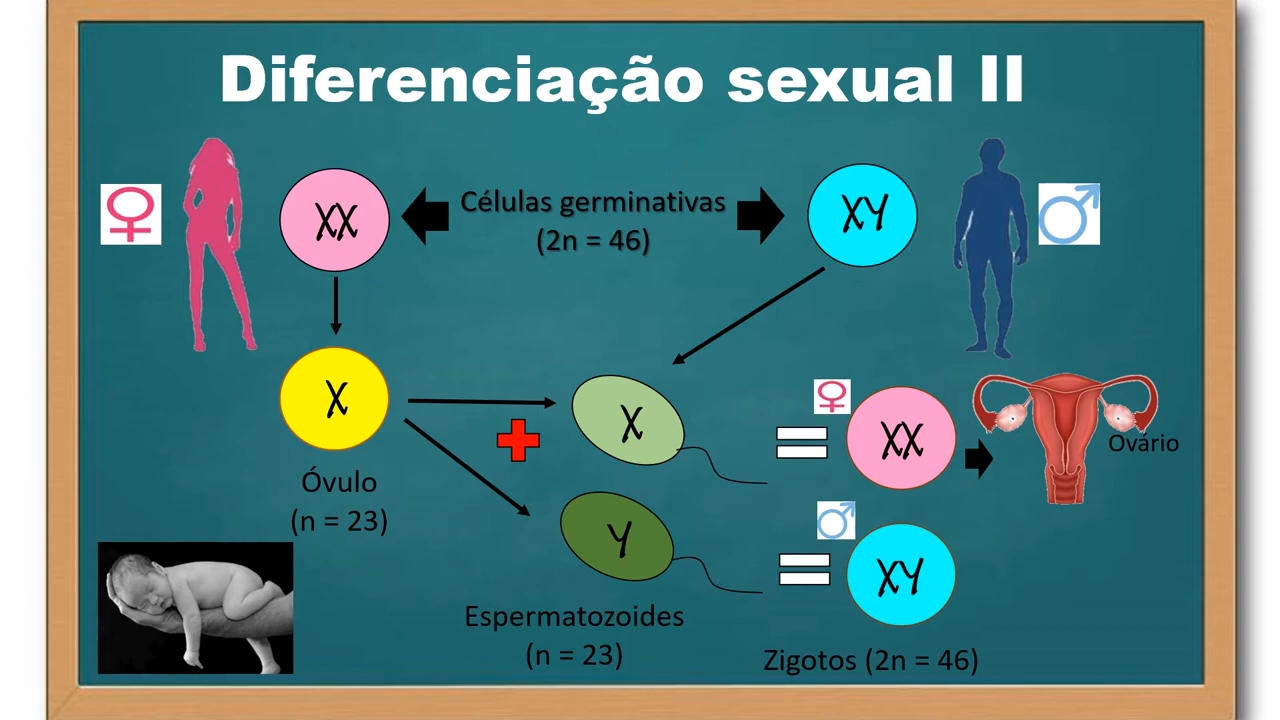 Diferenciação sexual II
XX
Células germinativas
(2n = 46)
XY
X
Óvulo
(n = 23)
X
Y
Espermatozoides
(n = 23)
XX
Ovário
XY
Zigotos (2n = 46)